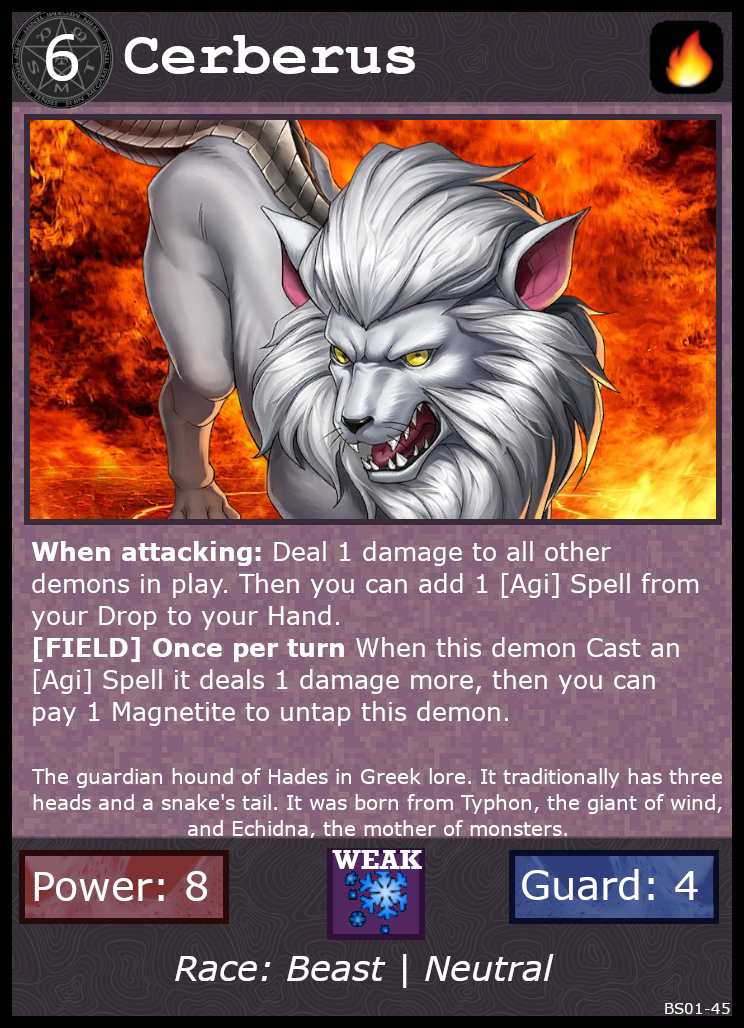 6 Cerberus
When attacking: Deal 1 damage to all other
demons in play. Then you can add 1 [Agi] Spell from
your Drop to your Hand.
[FIELD] Once per turn When this demon Cast an
[Agi] Spell it deals 1 damage more, then you can
pay 1 Magnetite to untap this demon.
The guardian hound of Hades in Greek lore. It traditionally has three
heads and a snake's tail. It was born from Typhon, the giant of wind,
and Echidna, the mother of monsters.
Power: 8
WEAK
Guard: 4
Race: Beast | Neutral
BS01-45